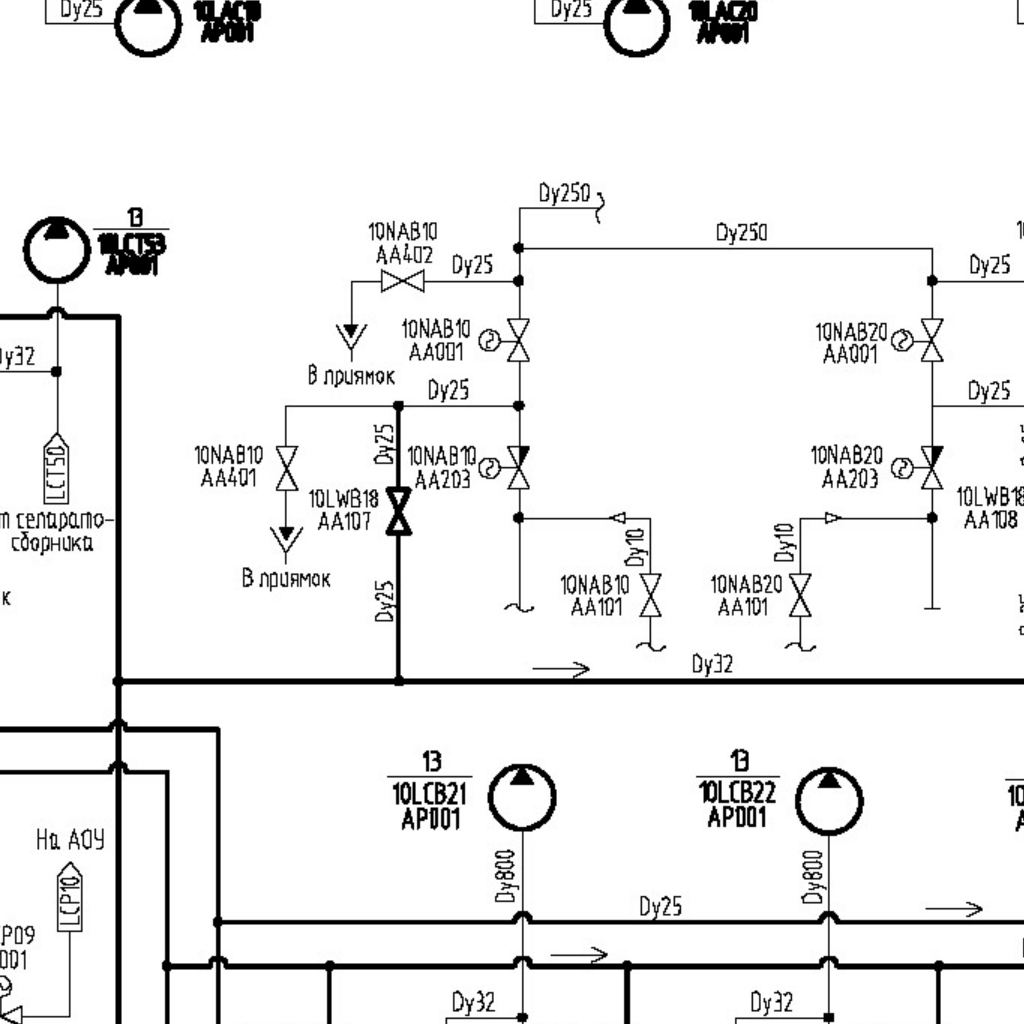 Dy25
10LAC10
AP001
Dy25
10LAC20
AP001
13
10LCT53
AP001
Dy250
Dy250
10NAB10
AA402
Dy25
Dy25
10NAB10
AA001
10NAB20
AA001
В приямок
Dy32
Dy25
Dy25
Dy25
10NAB10
AA401
10NAB10
AA203
10NAB20
AA203
LCT50
10LWB18
AA107
10LWB18
AA108
сборника
В приямок
Dy25
Dy10
Dy10
10NAB10
AA101
10NAB20
AA101
Dy32
13
10LCB21
AP001
13
10LCB22
AP001
На АОУ
LCP10
Dy800
Dy800
Dy25
Dy32
Dy32